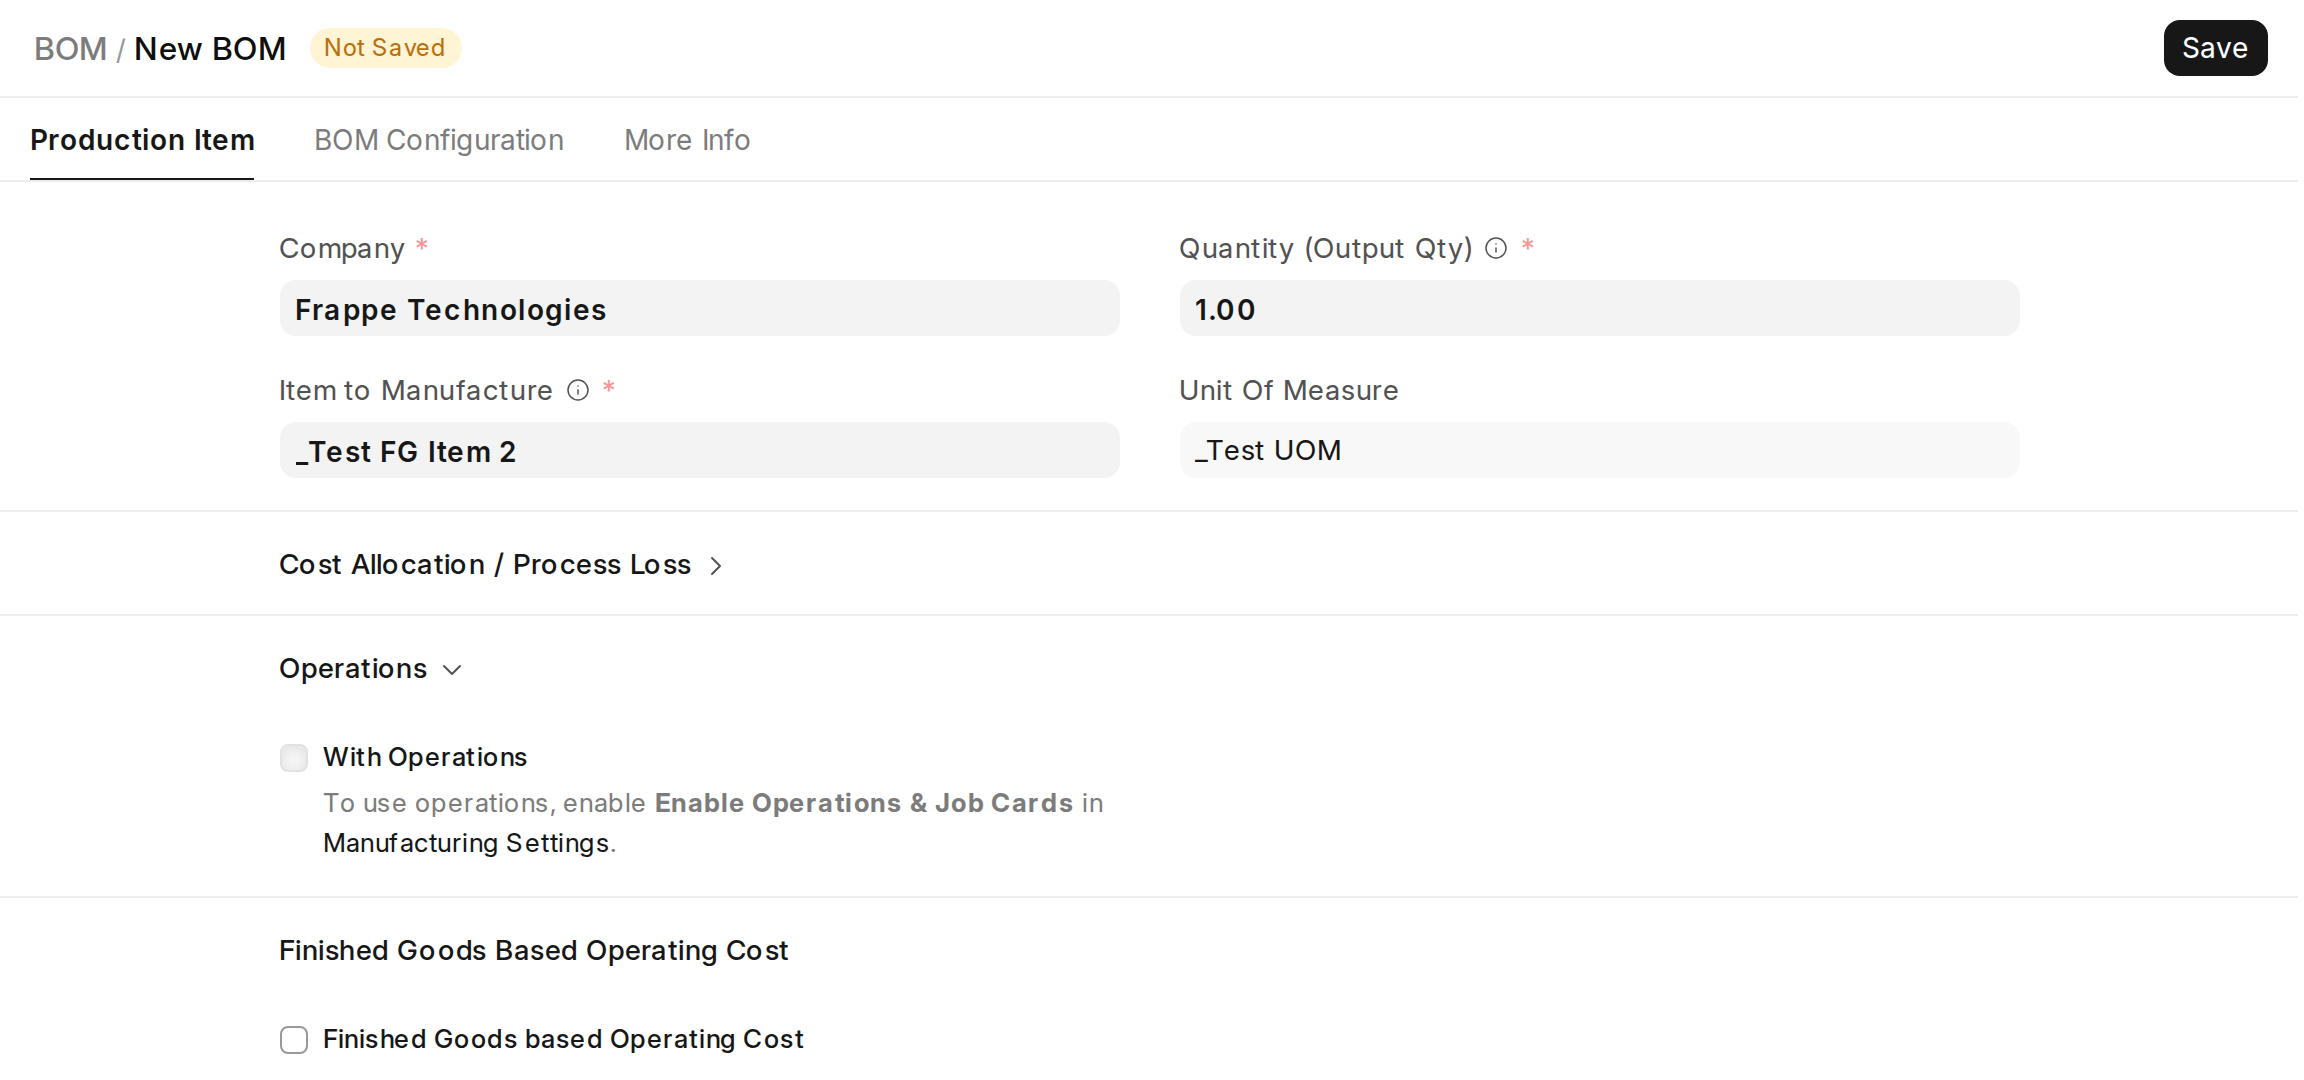 BOM / New BOM Not Saved Save
Production Item BOM Configuration More Info
Company * Quantity (Output Qty) *
Frappe Technologies 1.00
Item to Manufacture * Unit Of Measure
_Test FG Item 2 _Test UOM
Cost Allocation / Process Loss
Operations
With Operations
To use operations, enable Enable Operations & Job Cards in
Manufacturing Settings.
Finished Goods Based Operating Cost
Finished Goods based Operating Cost